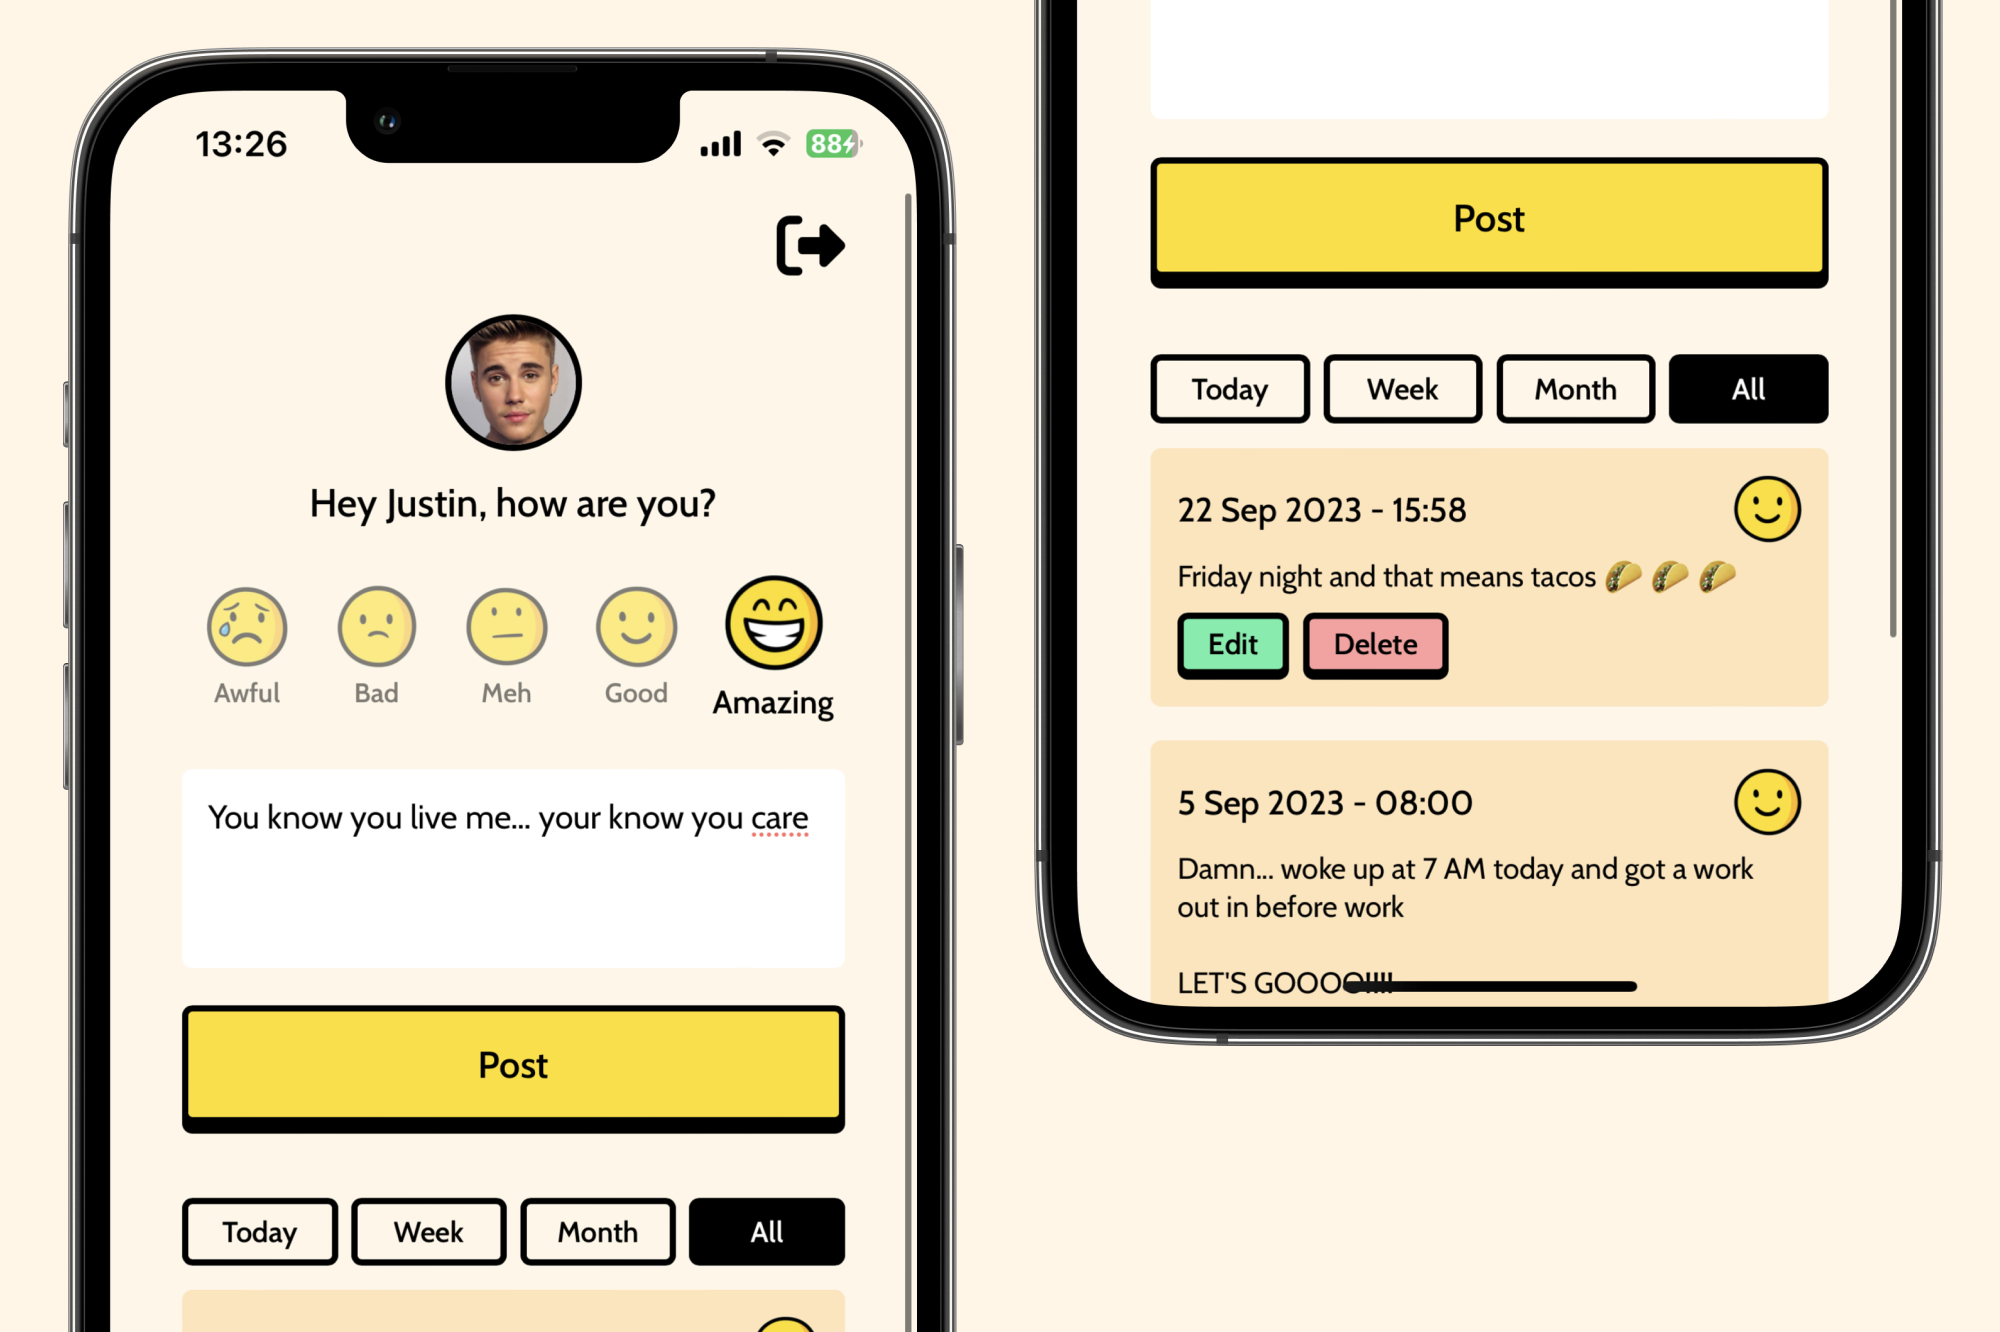 13:26
88
Hey Justin, how are you?
Awful
Bad
Meh
Good
Amazing
You know you live me... your know you care
Post
Today
Week
Month
All
Post
Today
Week
Month
All
22 Sep 2023 - 15:58
Friday night and that means tacos 🌮 🌮 🌮
Edit
Delete
5 Sep 2023 - 08:00
Damn... woke up at 7 AM today and got a work
out in before work
LET'S GOOOO!!!!